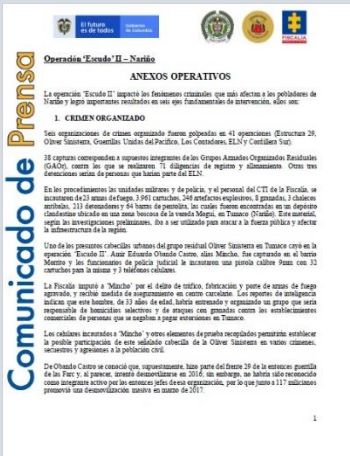 El futuro es de todos
Gobierno de Colombia
FISCALÍA
Comunicado de Prensa
Operación 'Escudo' II – Nariño
ANEXOS OPERATIVOS
La operación "Escudo II" impactó los fenómenos criminales que más afectan a los pobladores de
Nariño y logró importantes resultados en seis ejes fundamentales de intervención, ellos son:
1. CRIMEN ORGANIZADO
Seis organizaciones de crimen organizado fueron golpeadas en 41 operaciones (Estructura 29,
Oliver Sinisterra, Guerrillas Unidas del Pacífico, Los Contadores, ELN y Cordillera Sur).
38 capturas corresponden a supuestos integrantes de los Grupos Armados Organizados Residuales
(GAOr), contra los que se realizaron 71 diligencias de registro y allanamiento. Otras tres
detenciones serían de personas que harían parte del ELN.
En los procedimientos las unidades militares y de policía, y el personal del CTI de la Fiscalía, se
incautaron de 23 armas de fuego, 3.961 cartuchos, 246 artefactos explosivos, 8 granadas, 3 chalecos
antibalas, 213 detonadores y 64 barras de pentolita, las cuales fueron encontradas en un depósito
clandestino ubicado en una zona boscosa de la vereda Magüí, en Tumaco (Nariño). Este material,
según las investigaciones preliminares, iba a ser utilizado para atacar a la fuerza pública y afectar
la infraestructura de la región.
Uno de los presuntos cabecillas urbanos del grupo residual Oliver Sinisterra en Tumaco cayó en la
operación "Escudo II". Amir Eduardo Obando Castro, alias Mincho, fue capturado en el barrio
Morrito y los funcionarios de policía judicial le incautaron una pistola calibre 9mm con 32
cartuchos para la misma y 3 teléfonos celulares.
La Fiscalía imputó a 'Mincho' por el delito de tráfico, fabricación y porte de armas de fuego
agravado, y recibió medida de aseguramiento en centro carcelario. Los reportes de inteligencia
indican que este hombre, de 33 años de edad, habría entrenado y organizado un grupo que sería
responsable de homicidios selectivos y de ataques con granadas contra los establecimientos
comerciales de personas que se negaban a pagar extorsiones en Tumaco.
Los celulares incautados a 'Mincho' y otros elementos de prueba recopilados permitirán establecer
la posible participación de este señalado cabecilla de la Oliver Sinisterra en varios crímenes,
secuestros y agresiones a la población civil.
De Obando Castro se conoció que, supuestamente, hizo parte del frente 29 de la entonces guerrilla
de las Farc y, al parecer, intentó desmovilizarse en 2016; sin embargo, no habría sido reconocido
como integrante activo por los entonces jefes de esa organización, por lo que junto a 117 milicianos
promovió una desmovilización masiva en marzo de 2017.
1